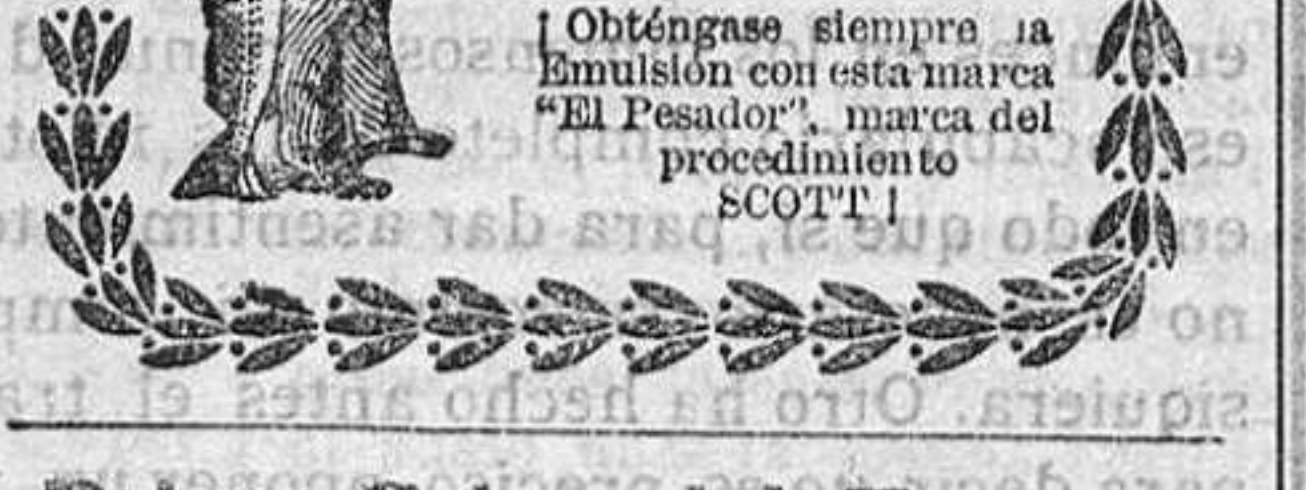 ¡ Obténgase siempre la
Emulsión con esta marca
“El Pesador”, marca del
procedimiento
SCOTT !